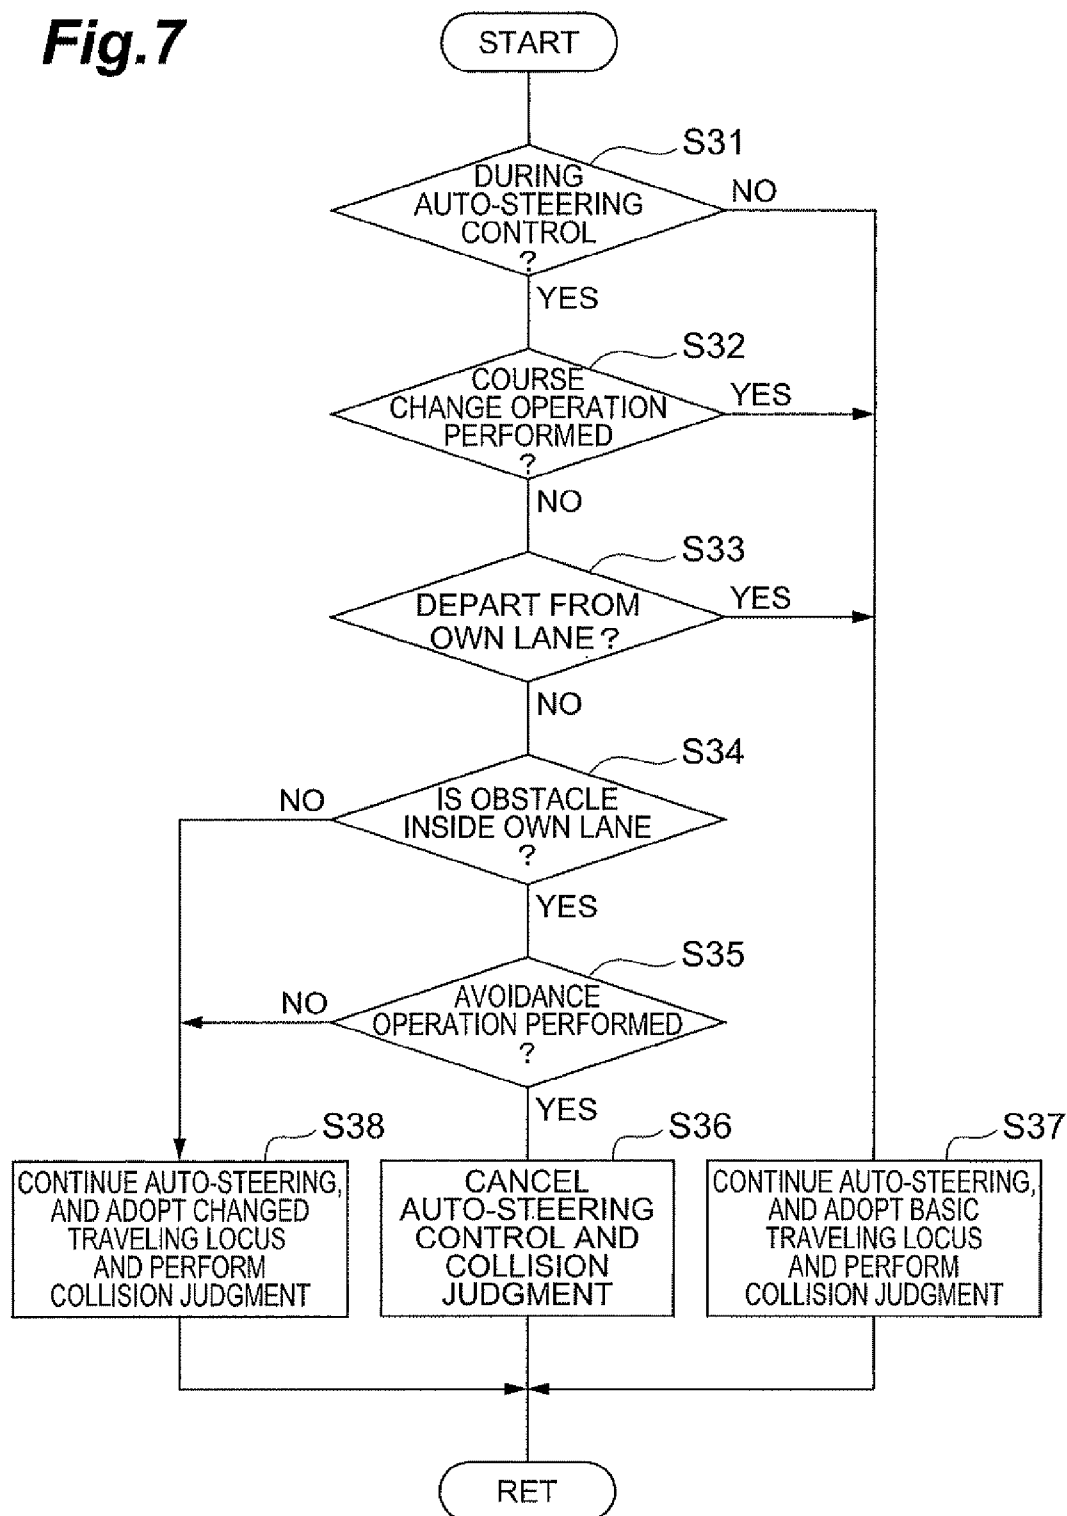 Fig.7
START
S31
DURING
AUTO-STEERING
CONTROL
?
NO
YES
S32
COURSE
CHANGE OPERATION
PERFORMED
?
YES
NO
S33
DEPART FROM
OWN LANE?
YES
NO
S34
IS OBSTACLE
INSIDE OWN LANE
?
NO
YES
S35
AVOIDANCE
OPERATION PERFORMED
?
NO
YES
S38
CONTINUE AUTO-STEERING,
AND ADOPT CHANGED
TRAVELING LOCUS
AND PERFORM
COLLISION JUDGMENT
S36
CANCEL
AUTO-STEERING
CONTROL AND
COLLISION
JUDGMENT
S37
CONTINUE AUTO-STEERING,
AND ADOPT BASIC
TRAVELING LOCUS
AND PERFORM
COLLISION JUDGMENT
RET